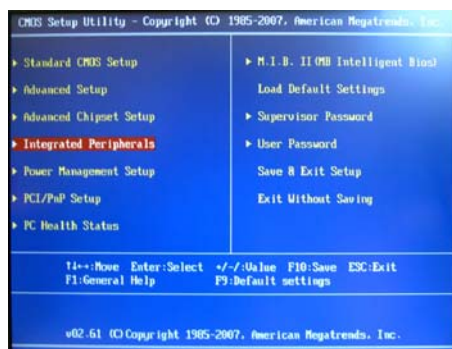 CMOS Setup Utility - Copyright (C) 1985-2007, American Megatrends, Inc.
▸ Standard CMOS Setup
▸ Advanced Setup
▸ Advanced Chipset Setup
▸ Integrated Peripherals
▸ Power Management Setup
▸ PCI/PnP Setup
▸ PC Health Status
▸ M.I.B. II(MB Intelligent Bios)
Load Default Settings
▸ Supervisor Password
▸ User Password
Save & Exit Setup
Exit Without Saving
↑↓←→:Move Enter:Select +/-/:Value F10:Save ESC:Exit
F1:General Help F9:Default settings
v02.61 (C)Copyright 1985-2007, American Megatrends, Inc.